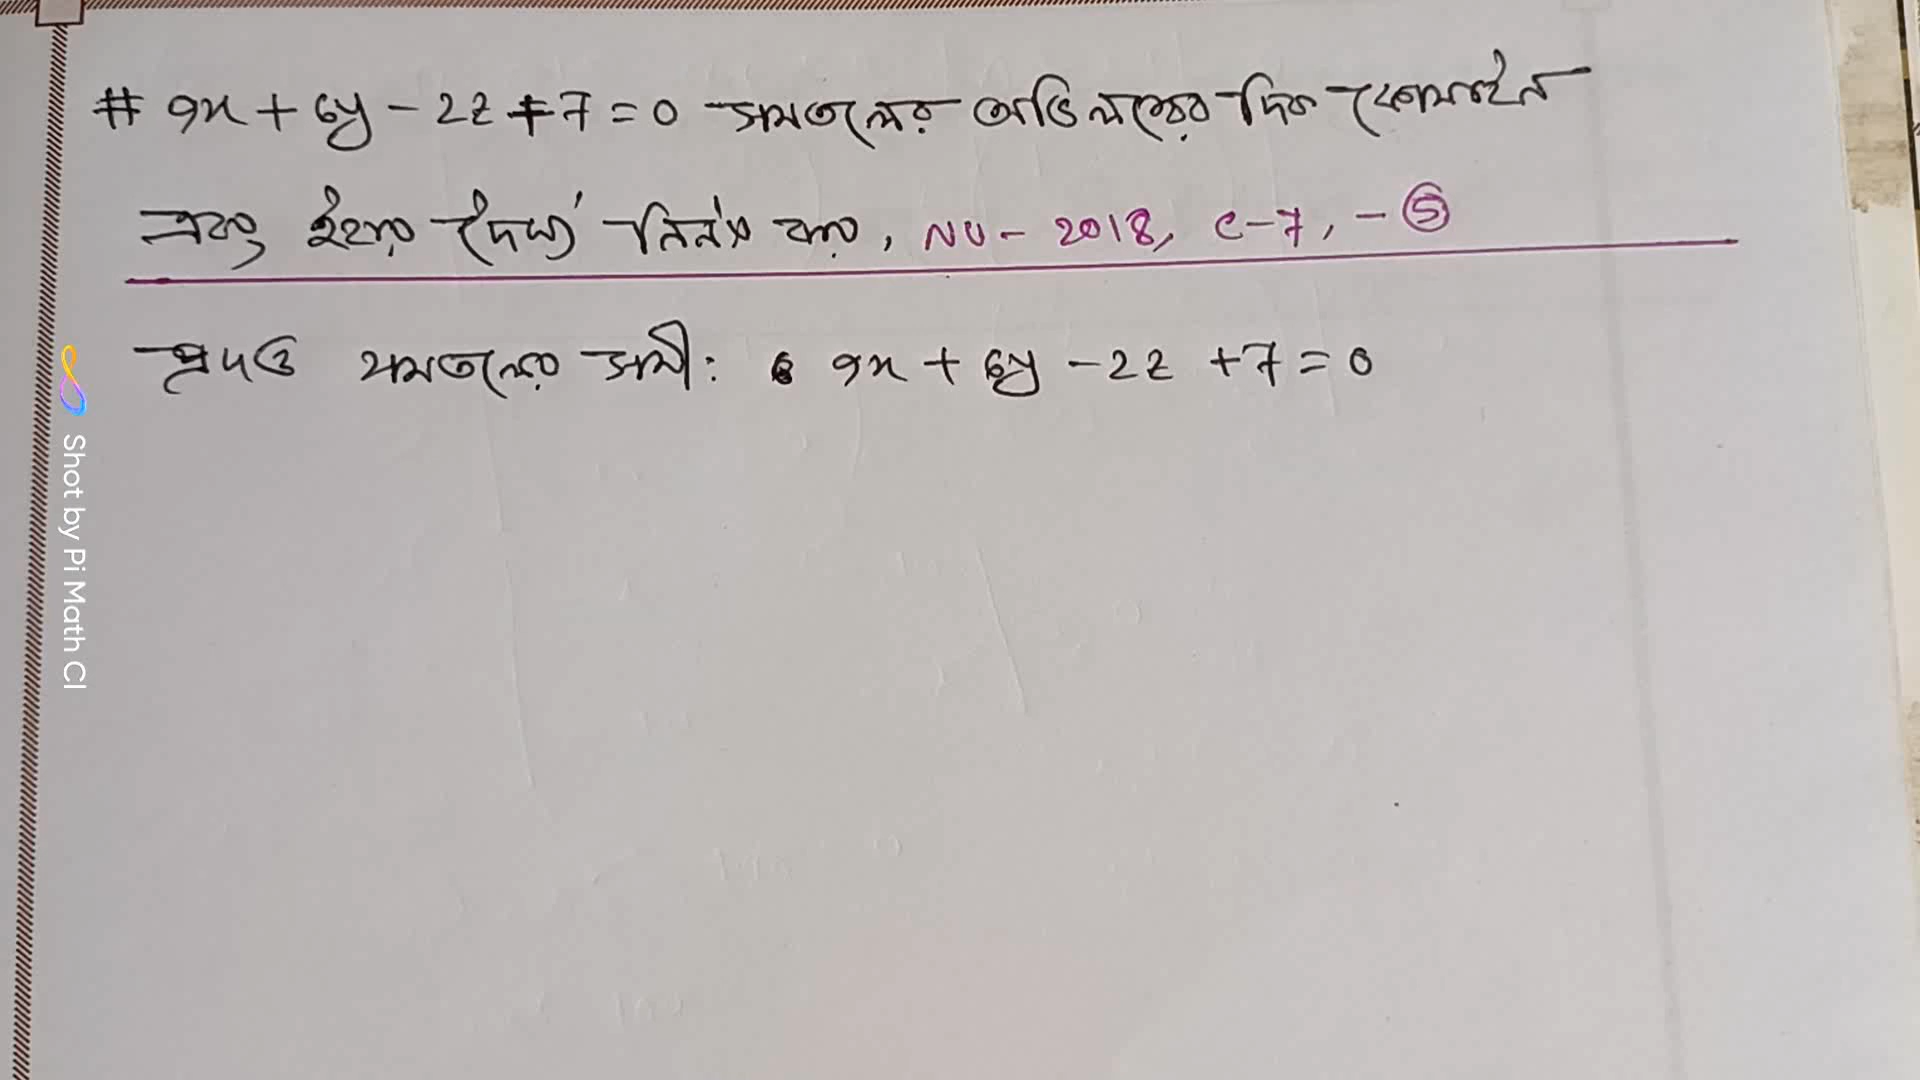 # 9x + 6y - 2z + 7 = 0 সমতলের অভিলম্বের দিক কোসাইন
এবং ইহার দৈর্ঘ্য নির্ণয় কর, NU - 2018, C-7, - ⑤
প্রদত্ত সমতলের সমী: 9x + 6y - 2z + 7 = 0
Shot by Pi Math Cl